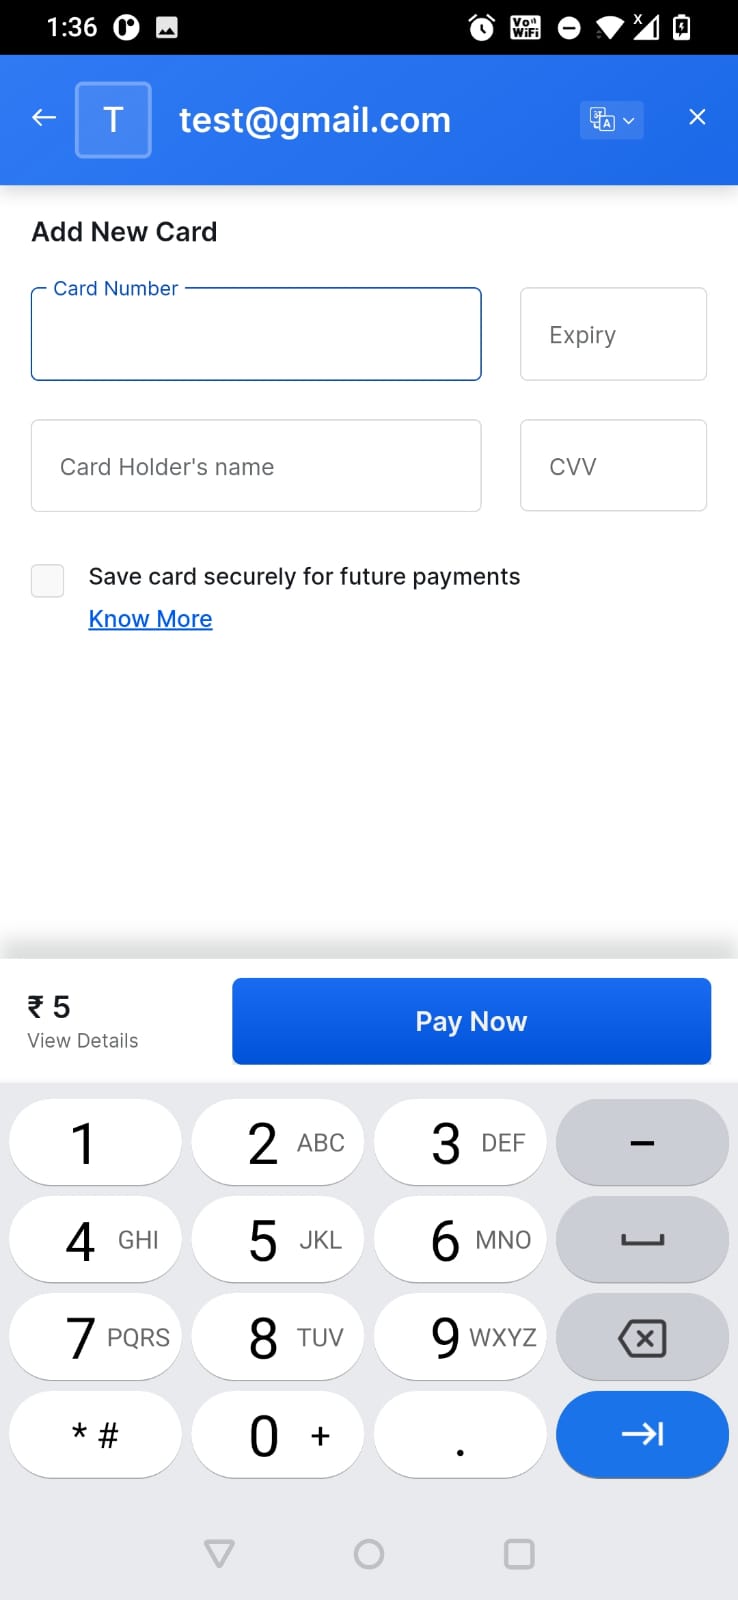 1:36
Vo WiFi
X
T
test@gmail.com
A
Add New Card
Card Number
Expiry
Card Holder's name
CVV
Save card securely for future payments
Know More
₹ 5
View Details
Pay Now
1
2 ABC
3 DEF
–
4 GHI
5 JKL
6 MNO
7 PQRS
8 TUV
9 WXYZ
* #
0 +
.